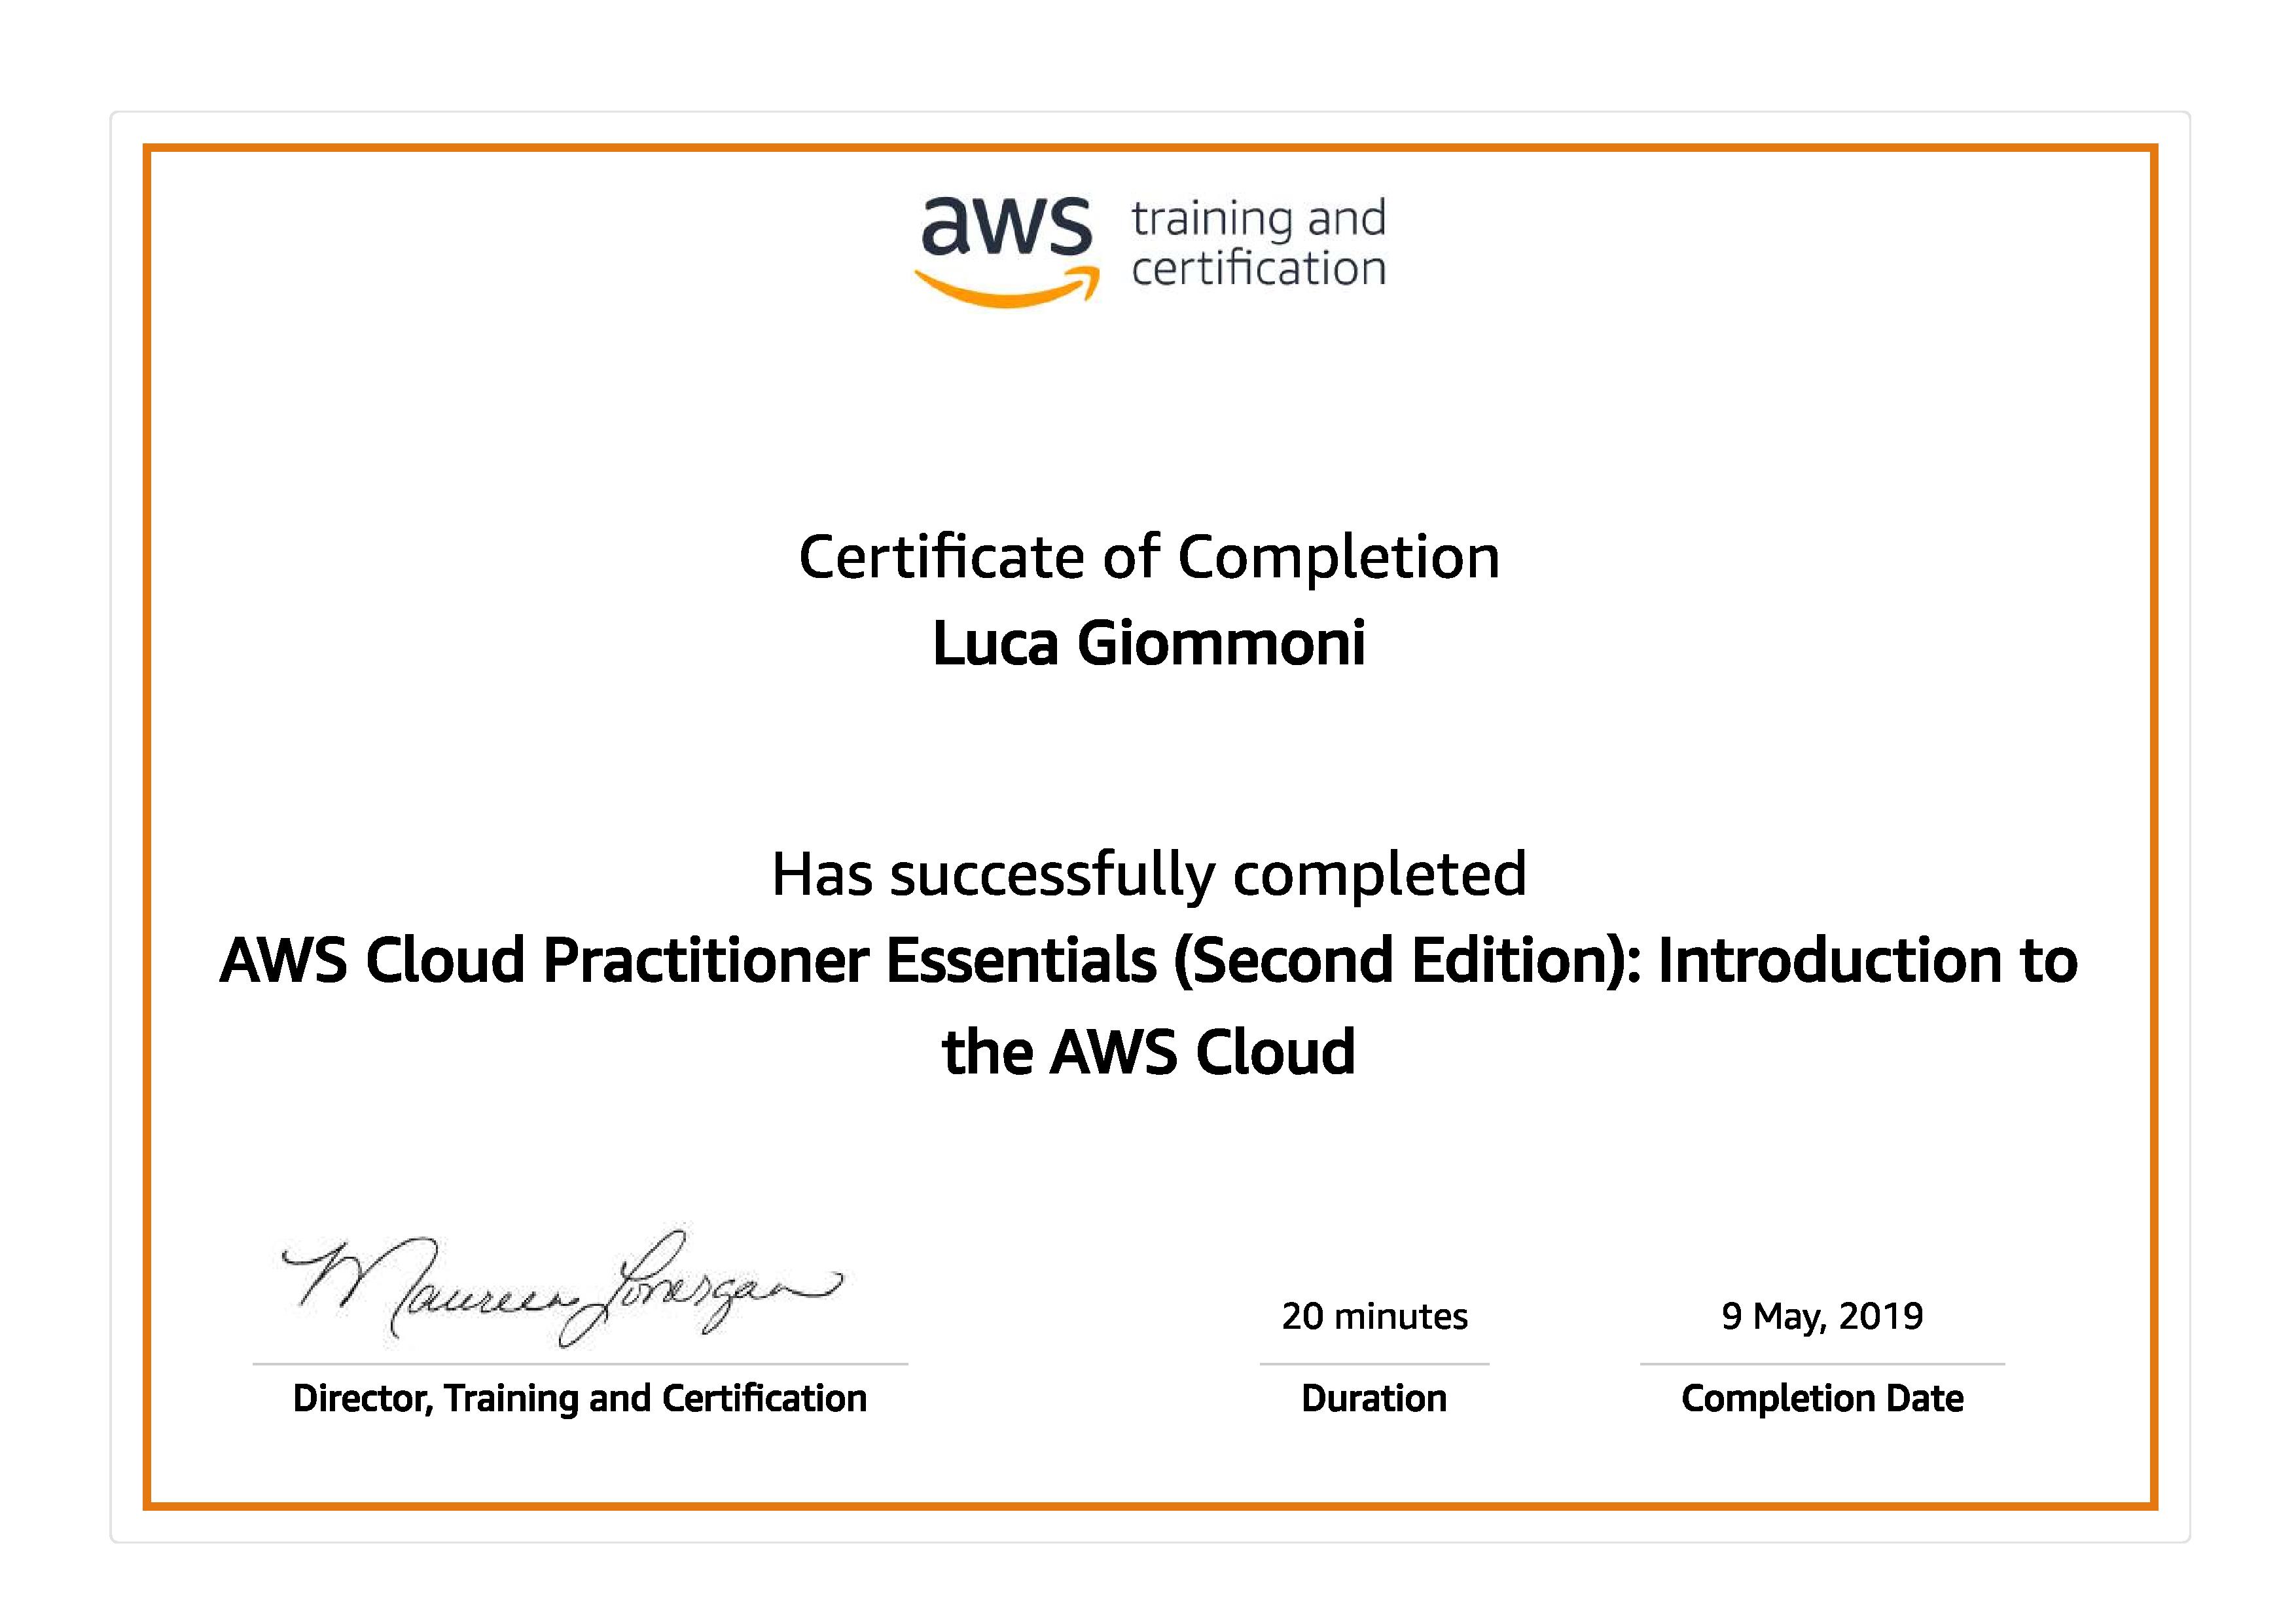 aws training and
certification
Certificate of Completion
Luca Giommoni
Has successfully completed
AWS Cloud Practitioner Essentials (Second Edition): Introduction to
the AWS Cloud
Maureen Lonergan
20 minutes
9 May, 2019
Director, Training and Certification
Duration
Completion Date